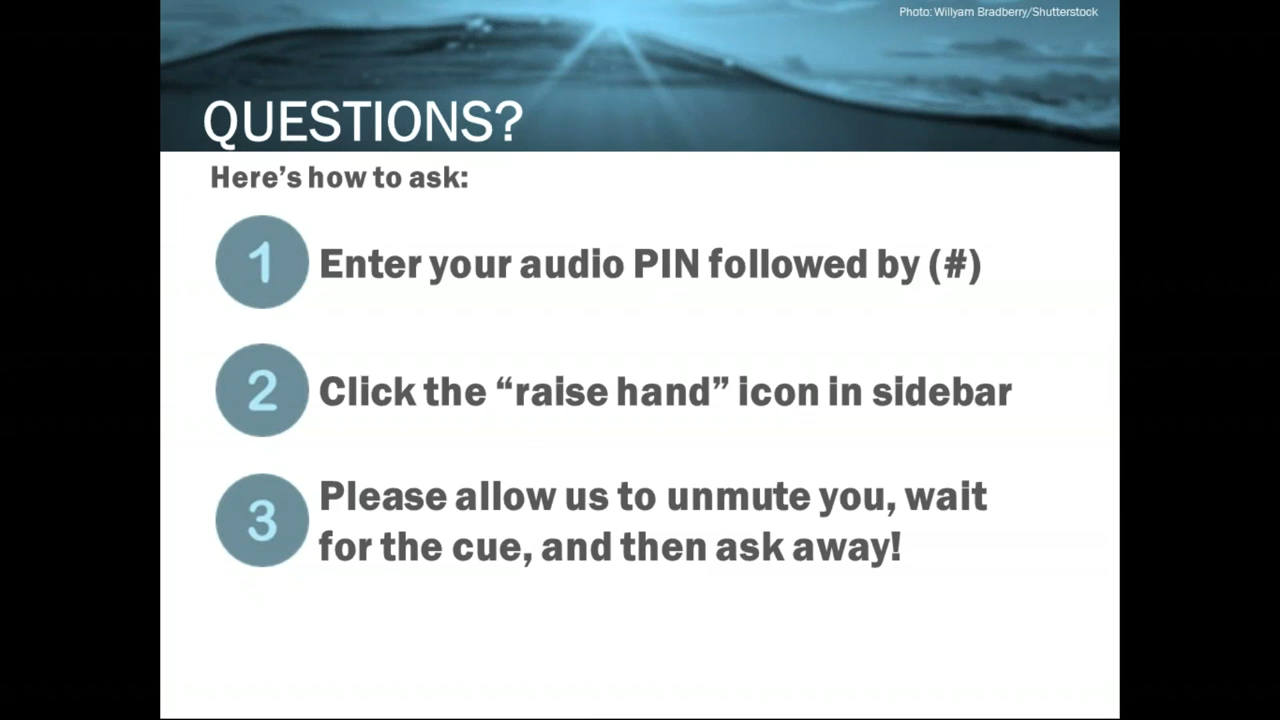 Photo: Willyam Bradberry/Shutterstock
QUESTIONS?
Here’s how to ask:
1 Enter your audio PIN followed by (#)
2 Click the “raise hand” icon in sidebar
3 Please allow us to unmute you, wait
for the cue, and then ask away!